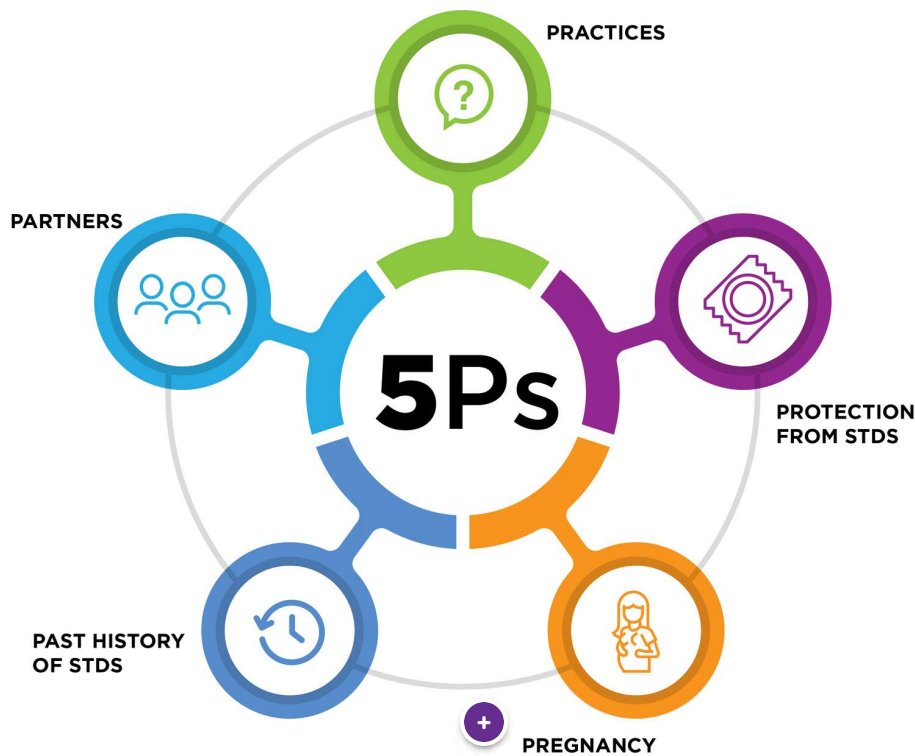 PRACTICES
?
PARTNERS
5Ps
PROTECTION
FROM STDS
PAST HISTORY
OF STDS
+
PREGNANCY